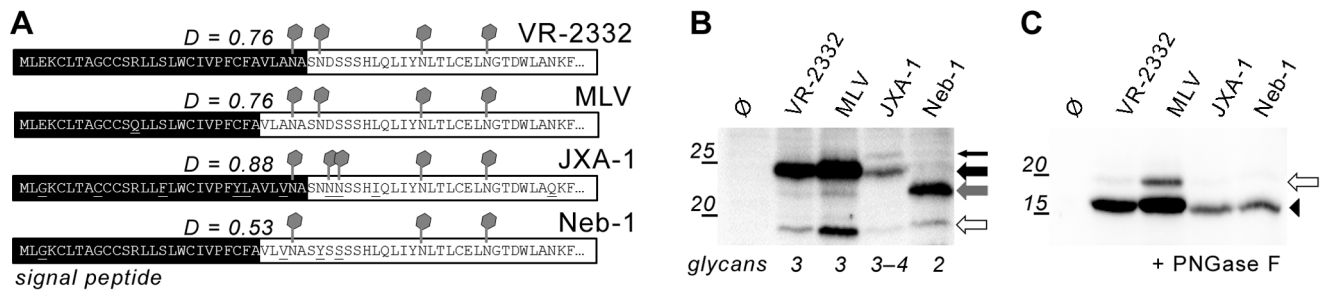 A
D = 0.76
VR-2332
MLEKCLTAGCCSRLLSLWCIVPFCFAVLANASNDSSSHLQLIYNLTLCELNGTDWLANKF…
D = 0.76
MLV
MLEKCLTAGCCSQLLSLWCIVPFCFAVLANASNDSSSHLQLIYNLTLCELNGTDWLANKF…
D = 0.88
JXA-1
MLGKCLTACCCSRLLFLWCIVPFYLAVLVNASNNNSSHIQLIYNLTLCELNGTDWLAQKF…
D = 0.53
Neb-1
MLGKCLTAGCCSRLLSLWCIVPFCFAVLVNASYSSSSHLQLIYNLTLCELNGTDWLANKF…
signal peptide
B
Ø VR-2332 MLV JXA-1 Neb-1
25
20
glycans 3 3 3–4 2
C
Ø VR-2332 MLV JXA-1 Neb-1
20
15
+ PNGase F